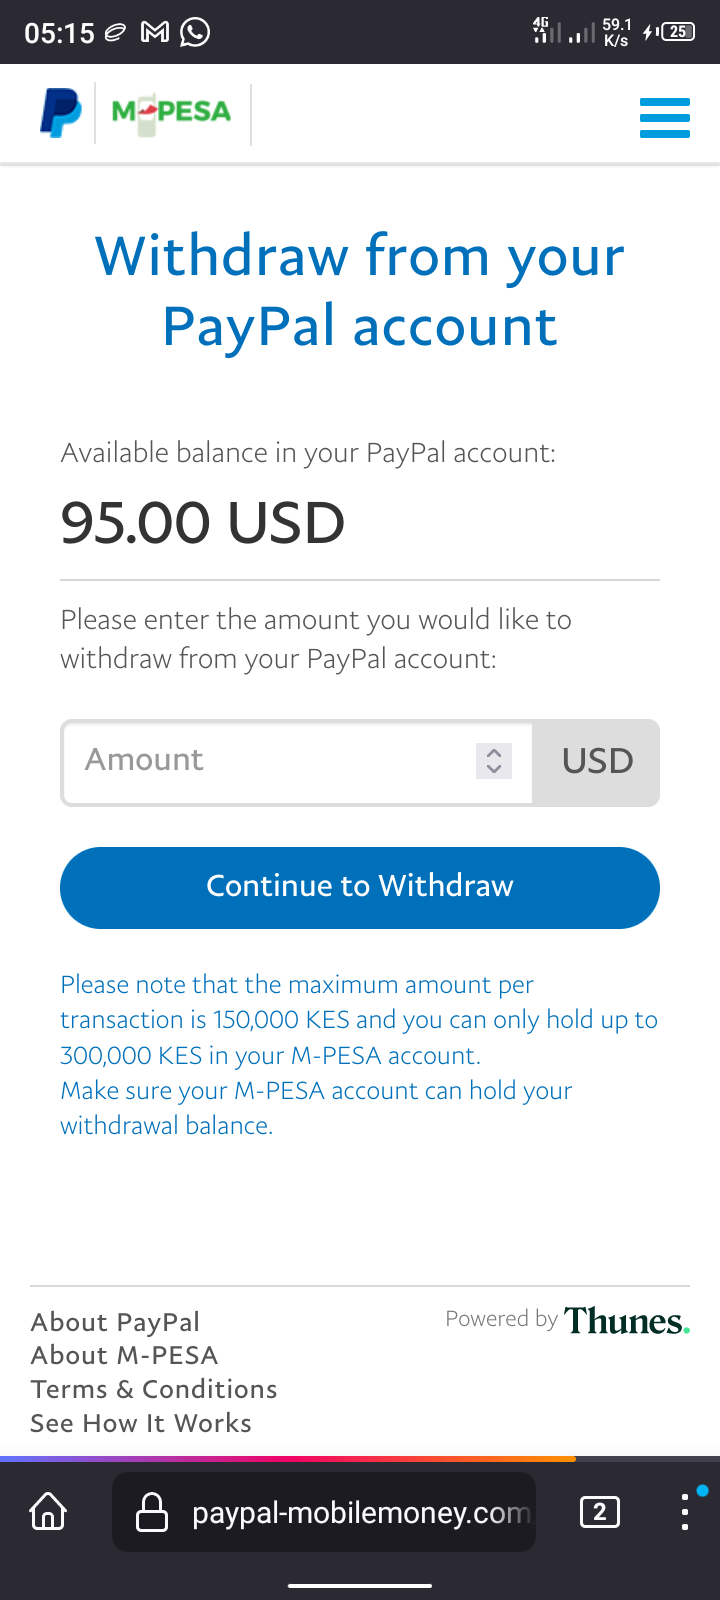 05:15
4G
59.1
K/s
25
M-PESA
Withdraw from your
PayPal account
Available balance in your PayPal account:
95.00 USD
Please enter the amount you would like to
withdraw from your PayPal account:
Amount
USD
Continue to Withdraw
Please note that the maximum amount per
transaction is 150,000 KES and you can only hold up to
300,000 KES in your M-PESA account.
Make sure your M-PESA account can hold your
withdrawal balance.
About PayPal
Powered by Thunes.
About M-PESA
Terms & Conditions
See How It Works
paypal-mobilemoney.com
2